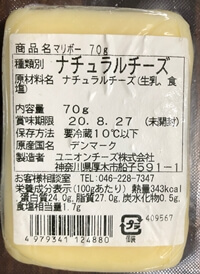 商品名マリボー 70g
種類別 ナチュラルチーズ
原材料名 ナチュラルチーズ(生乳、食
塩)
内容量 70g
賞味期限 20.8.27 (未開封)
保存方法 要冷蔵10℃以下
原産国名 デンマーク
製造者 ユニオンチーズ株式会社
神奈川県厚木市船子591-1
お客様相談室 TEL:046-228-7347
栄養成分表示(100gあたり) 熱量343kcal
蛋白質24.0g、脂質27.0g、炭水化物0.5g、
食塩相当量1.7g
4979341124880
409567